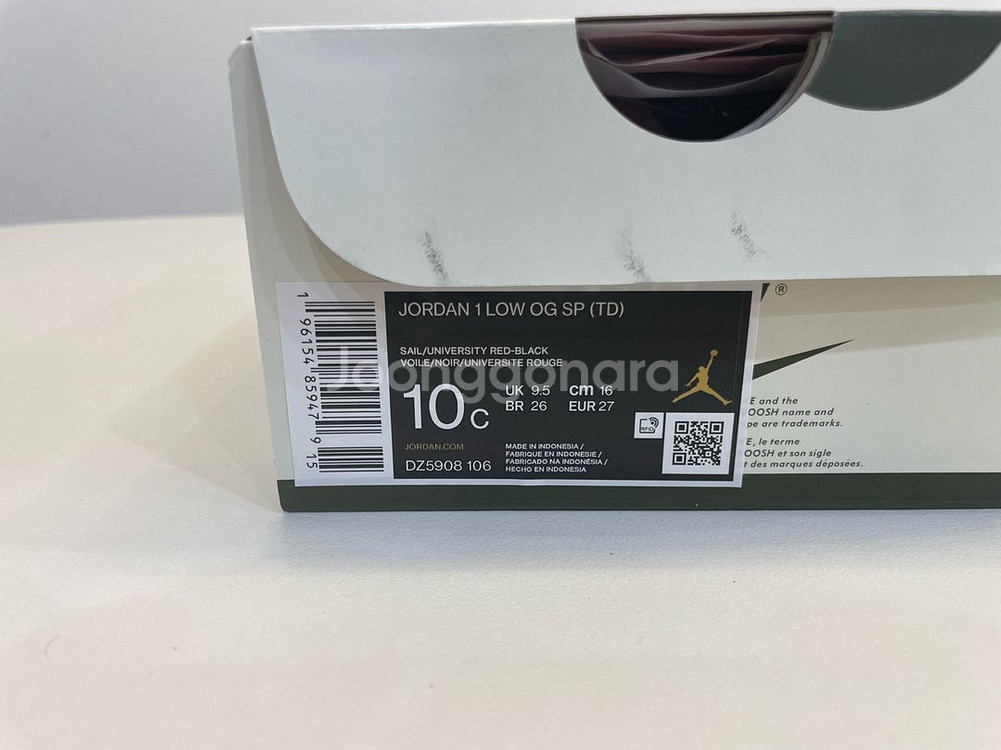 ®
1 96154 85947 9 15
JORDAN 1 LOW OG SP (TD)
SAIL/UNIVERSITY RED-BLACK
VOILE/NOIR/UNIVERSITE ROUGE
Joonggonara
10C
UK 9.5 cm 16
BR 26 EUR 27
RFID
JORDAN.COM
DZ5908 106
MADE IN INDONESIA /
FABRIQUE EN INDONESIE /
FABRICADO NA INDONÉSIA /
HECHO EN INDONESIA
E and the
OOSH name and
pe are trademarks.
E, le terme
OOSH et son sigle
t des marques déposées.